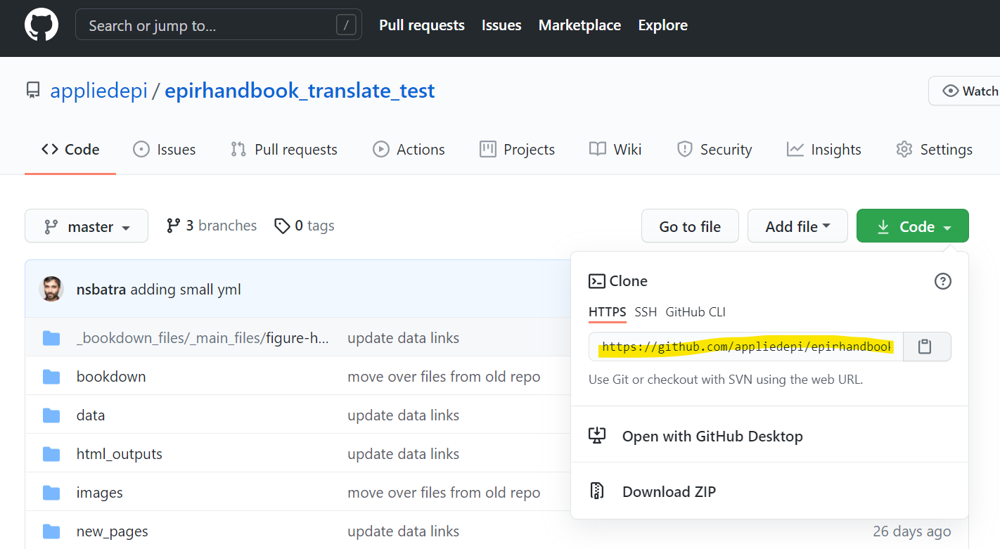 Search or jump to... / Pull requests Issues Marketplace Explore
appliedepi / epirhandbook_translate_test Watch
Code Issues Pull requests Actions Projects Wiki Security Insights Settings
master 3 branches 0 tags Go to file Add file Code
nsbatra adding small yml
Clone
HTTPS SSH GitHub CLI
https://github.com/appliedepi/epirhandbook
Use Git or checkout with SVN using the web URL.
Open with GitHub Desktop
Download ZIP
_bookdown_files/_main_files/figure-h... update data links
bookdown move over files from old repo
data update data links
html_outputs update data links
images move over files from old repo
new_pages update data links 26 days ago